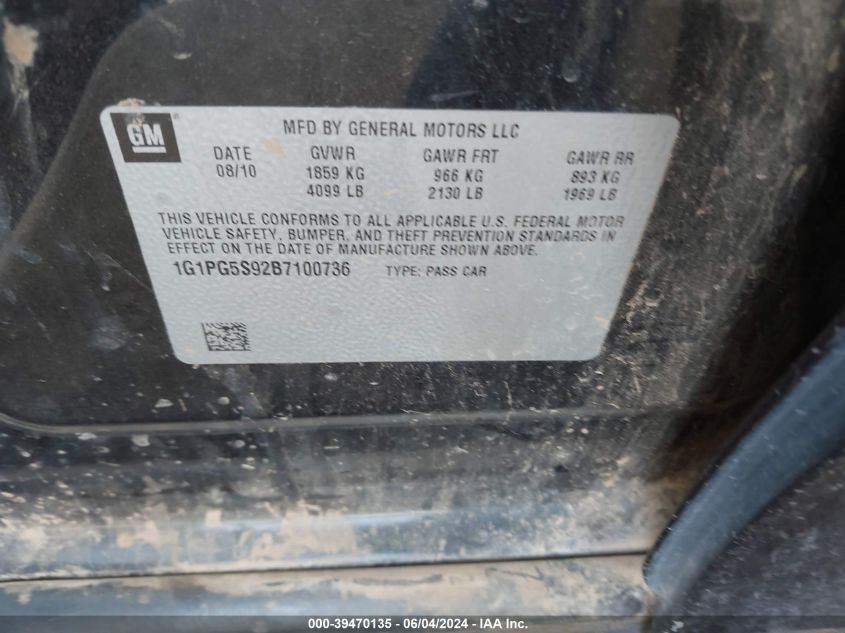 GM
MFD BY GENERAL MOTORS LLC
DATE GVWR GAWR FRT GAWR RR
08/10 1859 KG 966 KG 893 KG
4099 LB 2130 LB 1969 LB
THIS VEHICLE CONFORMS TO ALL APPLICABLE U.S. FEDERAL MOTOR
VEHICLE SAFETY, BUMPER, AND THEFT PREVENTION STANDARDS IN
EFFECT ON THE DATE OF MANUFACTURE SHOWN ABOVE.
1G1PG5S92B7100736 TYPE: PASS CAR
000-39470135 - 06/04/2024 - IAA Inc.